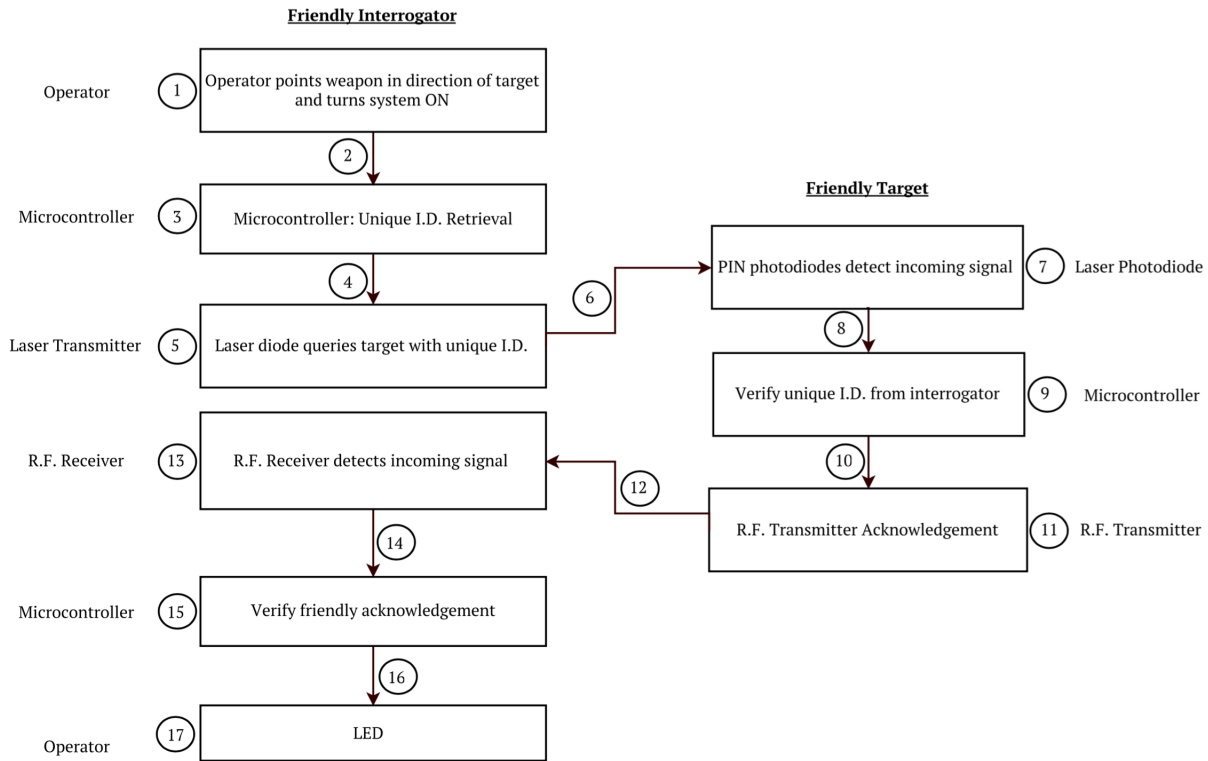 Friendly Interrogator
Operator
1
Operator points weapon in direction of target
and turns system ON
2
Microcontroller
3
Microcontroller: Unique I.D. Retrieval
4
Laser Transmitter
5
Laser diode queries target with unique I.D.
6
Friendly Target
PIN photodiodes detect incoming signal
7
Laser Photodiode
8
Verify unique I.D. from interrogator
9
Microcontroller
10
R.F. Transmitter Acknowledgement
11
R.F. Transmitter
12
R.F. Receiver
13
R.F. Receiver detects incoming signal
14
Microcontroller
15
Verify friendly acknowledgement
16
Operator
17
LED